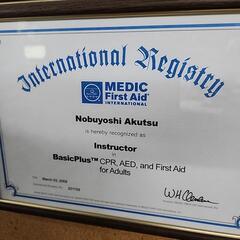 International Registry
MEDIC
First Aid
INTERNATIONAL
Nobuyoshi Akutsu
is hereby recognized as
Instructor
in
BasicPlus™ CPR, AED, and First Aid
for Adults